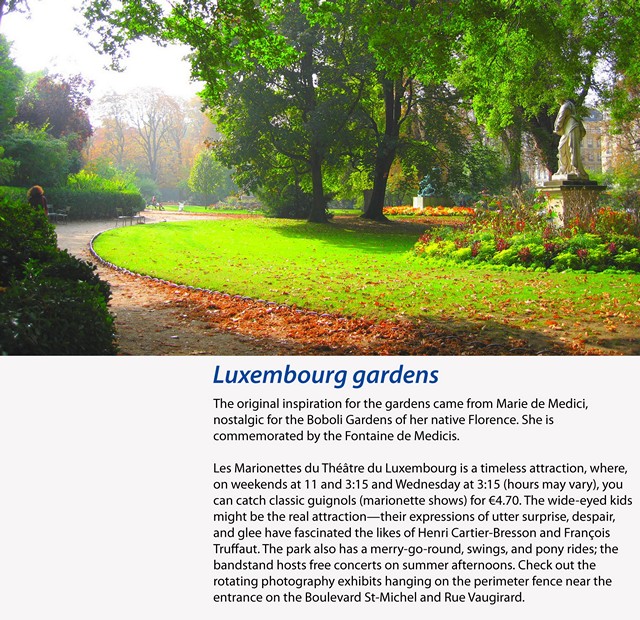 Luxembourg gardens
The original inspiration for the gardens came from Marie de Medici,
nostalgic for the Boboli Gardens of her native Florence. She is
commemorated by the Fontaine de Medicis.
Les Marionettes du Théâtre du Luxembourg is a timeless attraction, where,
on weekends at 11 and 3:15 and Wednesday at 3:15 (hours may vary), you
can catch classic guignols (marionette shows) for €4.70. The wide-eyed kids
might be the real attraction—their expressions of utter surprise, despair,
and glee have fascinated the likes of Henri Cartier-Bresson and François
Truffaut. The park also has a merry-go-round, swings, and pony rides; the
bandstand hosts free concerts on summer afternoons. Check out the
rotating photography exhibits hanging on the perimeter fence near the
entrance on the Boulevard St-Michel and Rue Vaugirard.